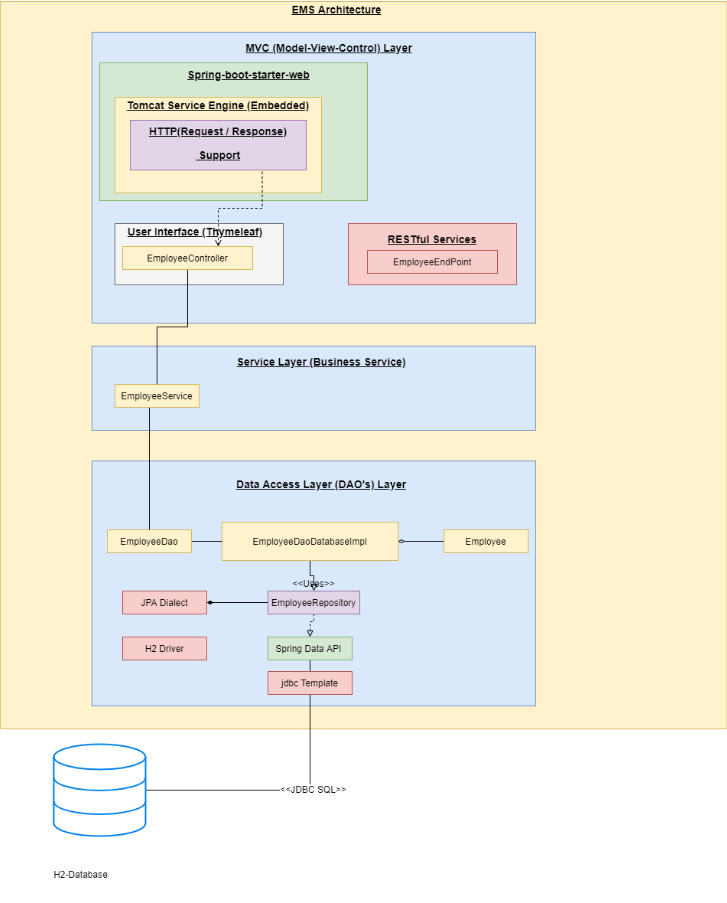 EMS Architecture
MVC (Model-View-Control) Layer
Spring-boot-starter-web
Tomcat Service Engine (Embedded)
HTTP(Request / Response)
Support
User Interface (Thymeleaf)
EmployeeController
RESTful Services
EmployeeEndPoint
Service Layer (Business Service)
EmployeeService
Data Access Layer (DAO's) Layer
EmployeeDao
EmployeeDaoDatabaseImpl
Employee
<<Uses>>
JPA Dialect
EmployeeRepository
H2 Driver
Spring Data API
jdbc Template
<<JDBC SQL>>
H2-Database